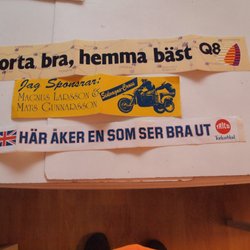 orta bra, hemma bäst Q8
Jag Sponsrar!
MAGNUS LARSSON &
MATS GUNNARSSON
HÄR ÅKER EN SOM SER BRA UT